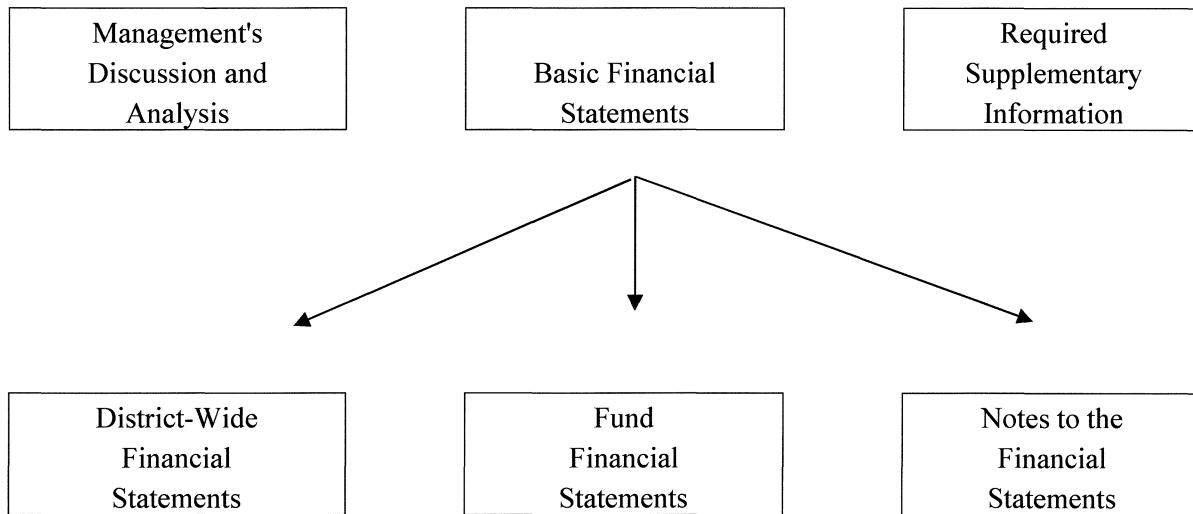 Management's
Discussion and
Analysis
Basic Financial
Statements
Required
Supplementary
Information
District-Wide
Financial
Statements
Fund
Financial
Statements
Notes to the
Financial
Statements